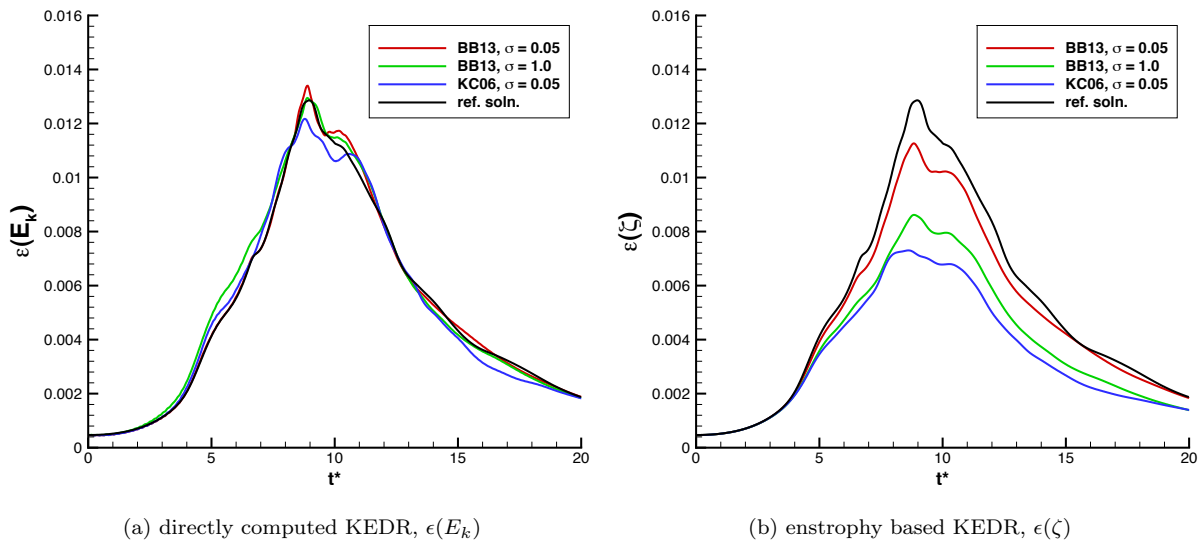 0.016
0.014
0.012
0.01
0.008
0.006
0.004
0.002
0
ε(E_k)
BB13, σ = 0.05
BB13, σ = 1.0
KC06, σ = 0.05
ref. soln.
0 5 10 15 20
t*
(a) directly computed KEDR, ϵ(E_k)
0.016
0.014
0.012
0.01
0.008
0.006
0.004
0.002
0
ε(ζ)
BB13, σ = 0.05
BB13, σ = 1.0
KC06, σ = 0.05
ref. soln.
0 5 10 15 20
t*
(b) enstrophy based KEDR, ϵ(ζ)